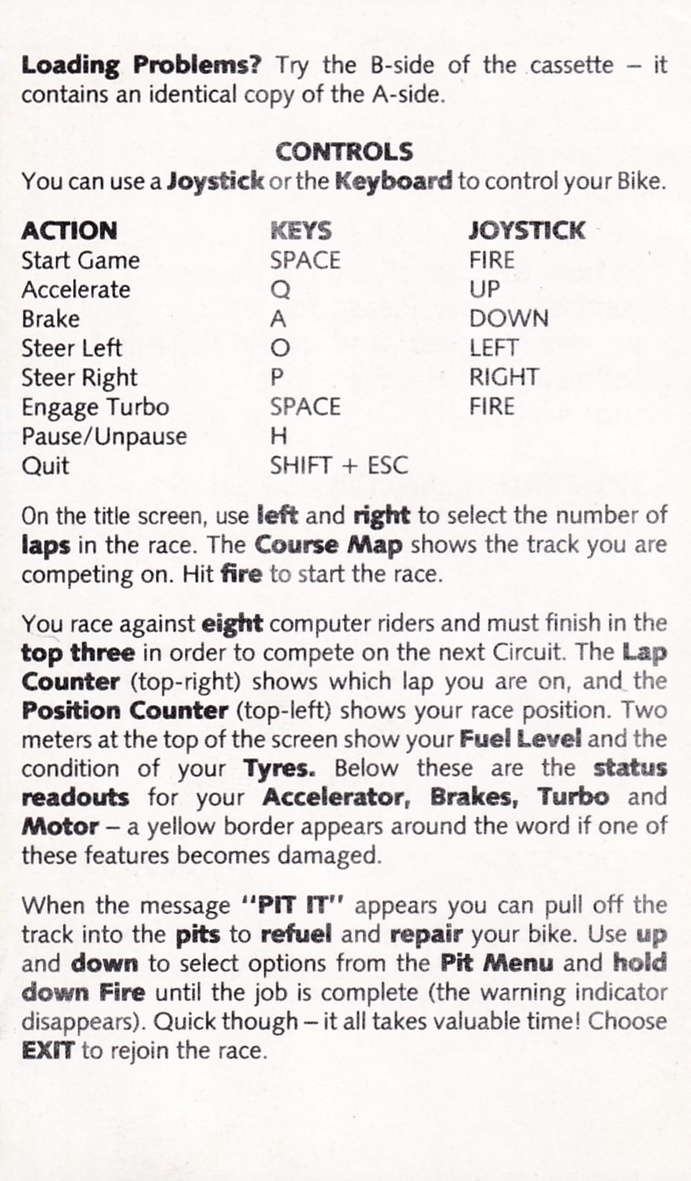 Loading Problems? Try the B-side of the cassette – it
contains an identical copy of the A-side.
CONTROLS
You can use a Joystick or the Keyboard to control your Bike.
ACTION KEYS JOYSTICK
Start Game SPACE FIRE
Accelerate Q UP
Brake A DOWN
Steer Left O LEFT
Steer Right P RIGHT
Engage Turbo SPACE FIRE
Pause/Unpause H
Quit SHIFT + ESC
On the title screen, use left and right to select the number of
laps in the race. The Course Map shows the track you are
competing on. Hit fire to start the race.
You race against eight computer riders and must finish in the
top three in order to compete on the next Circuit. The Lap
Counter (top-right) shows which lap you are on, and the
Position Counter (top-left) shows your race position. Two
meters at the top of the screen show your Fuel Level and the
condition of your Tyres. Below these are the status
readouts for your Accelerator, Brakes, Turbo and
Motor – a yellow border appears around the word if one of
these features becomes damaged.
When the message "PIT IT" appears you can pull off the
track into the pits to refuel and repair your bike. Use up
and down to select options from the Pit Menu and hold
down Fire until the job is complete (the warning indicator
disappears). Quick though – it all takes valuable time! Choose
EXIT to rejoin the race.